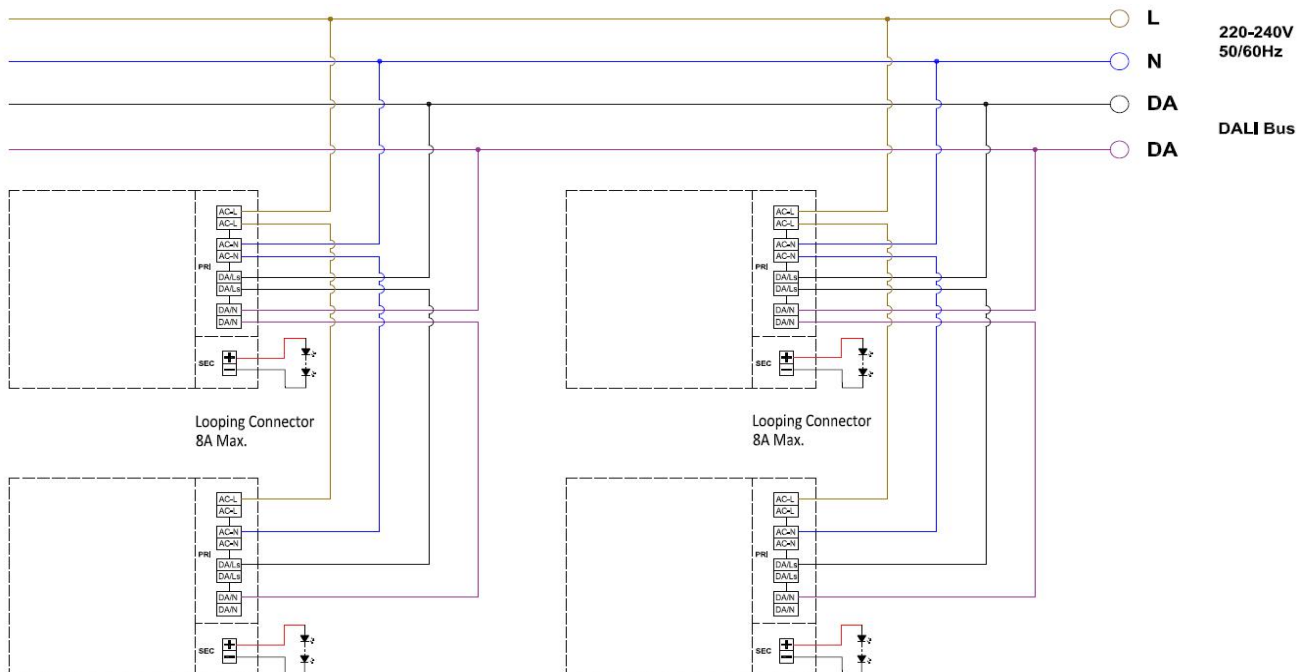 L
220-240V
50/60Hz
N
DA
DALI Bus
DA
AC-L
AC-L
AC-N
AC-N
PRI
DA/Ls
DA/Ls
DA/N
DA/N
SEC
+
-
Looping Connector
8A Max.
AC-L
AC-L
AC-N
AC-N
PRI
DA/Ls
DA/Ls
DA/N
DA/N
SEC
+
-
Looping Connector
8A Max.
AC-L
AC-L
AC-N
AC-N
PRI
DA/Ls
DA/Ls
DA/N
DA/N
SEC
+
-
AC-L
AC-L
AC-N
AC-N
PRI
DA/Ls
DA/Ls
DA/N
DA/N
SEC
+
-